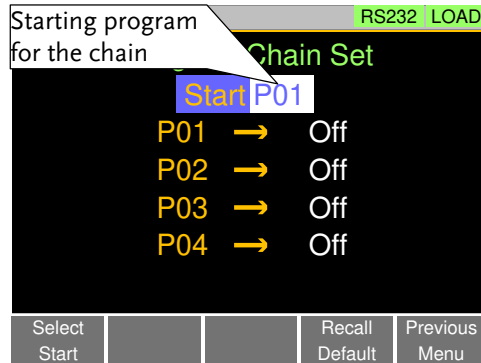 Starting program
for the chain
RS232 LOAD
Chain Set
Start P01
P01 → Off
P02 → Off
P03 → Off
P04 → Off
Select Start
Recall Default
Previous Menu